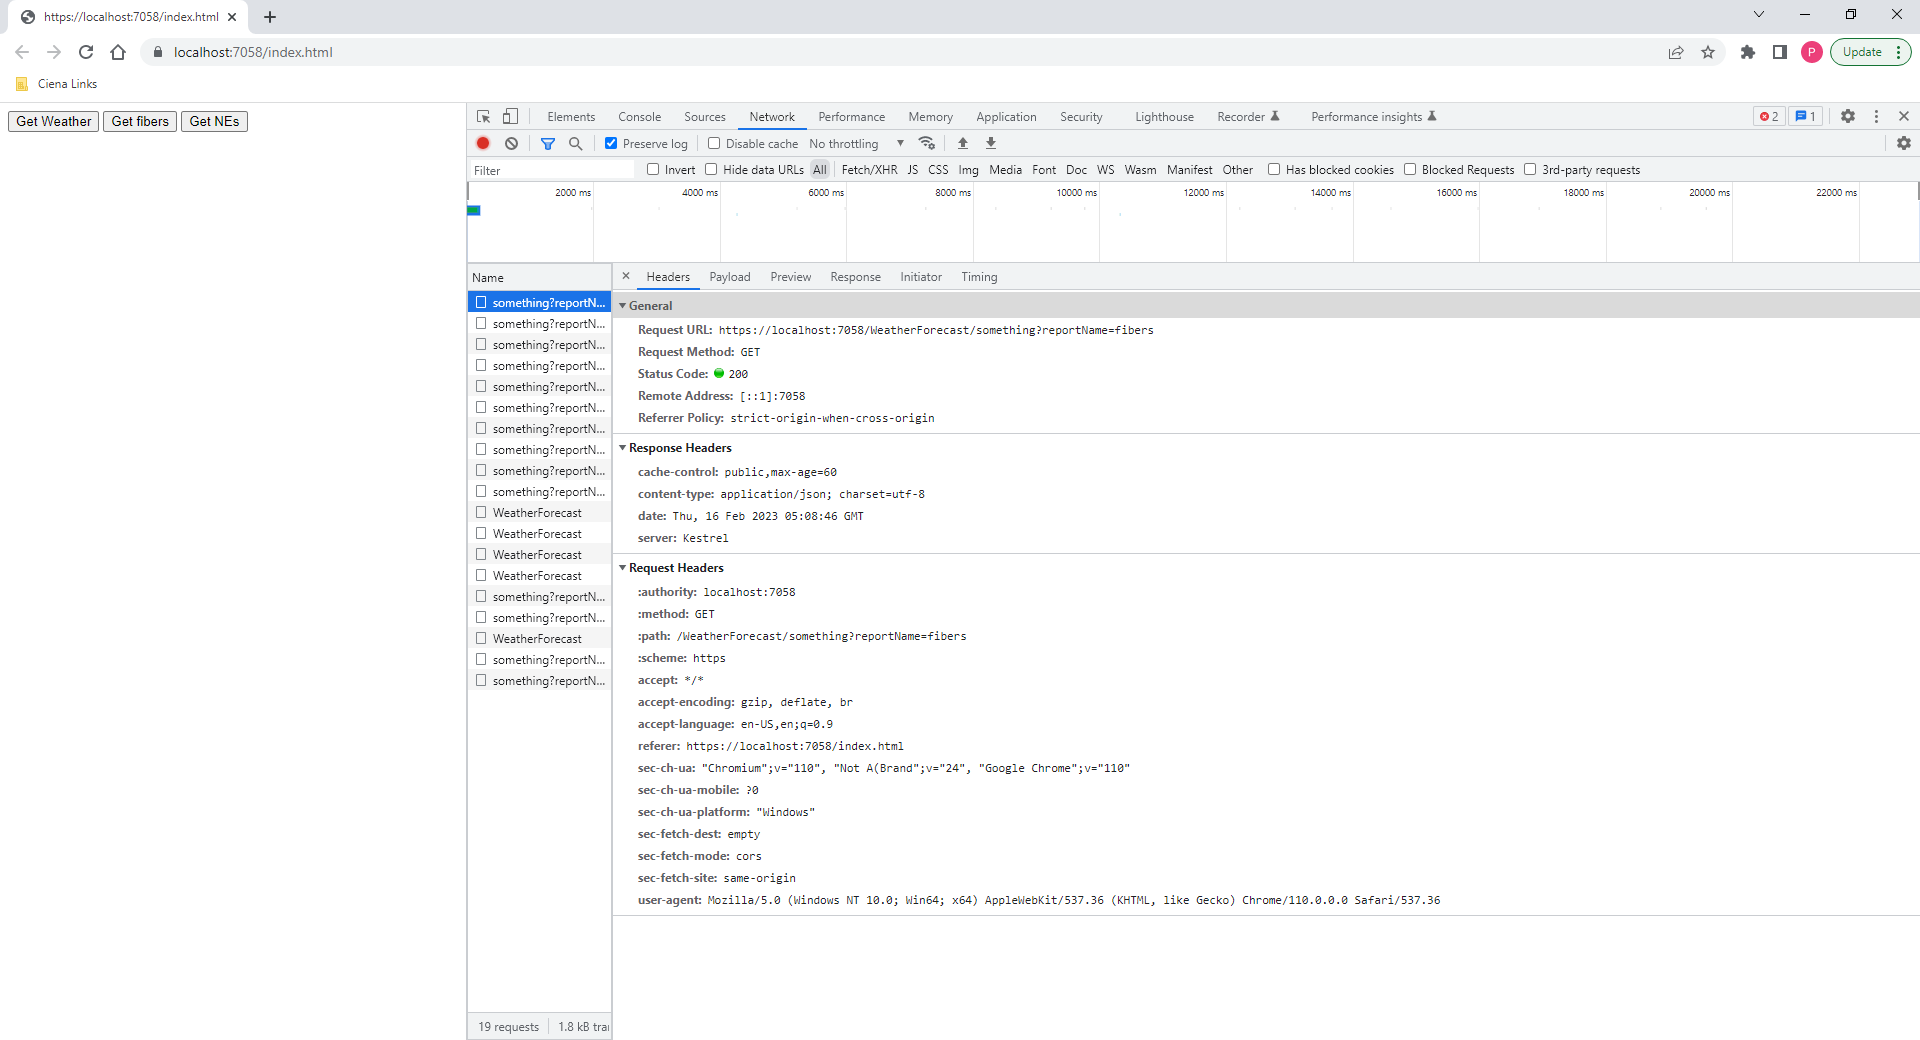 https://localhost:7058/index.html
localhost:7058/index.html
P
Update
Ciena Links
Get Weather Get fibers Get NEs
Elements Console Sources Network Performance Memory Application Security Lighthouse Recorder Performance insights 2 1
Preserve log Disable cache No throttling
Filter Invert Hide data URLs All Fetch/XHR JS CSS Img Media Font Doc WS Wasm Manifest Other Has blocked cookies Blocked Requests 3rd-party requests
2000 ms 4000 ms 6000 ms 8000 ms 10000 ms 12000 ms 14000 ms 16000 ms 18000 ms 20000 ms 22000 ms
Name
something?reportN...
something?reportN...
something?reportN...
something?reportN...
something?reportN...
something?reportN...
something?reportN...
something?reportN...
something?reportN...
something?reportN...
WeatherForecast
WeatherForecast
WeatherForecast
WeatherForecast
something?reportN...
something?reportN...
WeatherForecast
something?reportN...
something?reportN...
19 requests 1.8 kB tra
Headers Payload Preview Response Initiator Timing
General
Request URL: https://localhost:7058/WeatherForecast/something?reportName=fibers
Request Method: GET
Status Code: 200
Remote Address: [::1]:7058
Referrer Policy: strict-origin-when-cross-origin
Response Headers
cache-control: public,max-age=60
content-type: application/json; charset=utf-8
date: Thu, 16 Feb 2023 05:08:46 GMT
server: Kestrel
Request Headers
:authority: localhost:7058
:method: GET
:path: /WeatherForecast/something?reportName=fibers
:scheme: https
accept: */*
accept-encoding: gzip, deflate, br
accept-language: en-US,en;q=0.9
referer: https://localhost:7058/index.html
sec-ch-ua: "Chromium";v="110", "Not A(Brand";v="24", "Google Chrome";v="110"
sec-ch-ua-mobile: ?0
sec-ch-ua-platform: "Windows"
sec-fetch-dest: empty
sec-fetch-mode: cors
sec-fetch-site: same-origin
user-agent: Mozilla/5.0 (Windows NT 10.0; Win64; x64) AppleWebKit/537.36 (KHTML, like Gecko) Chrome/110.0.0.0 Safari/537.36